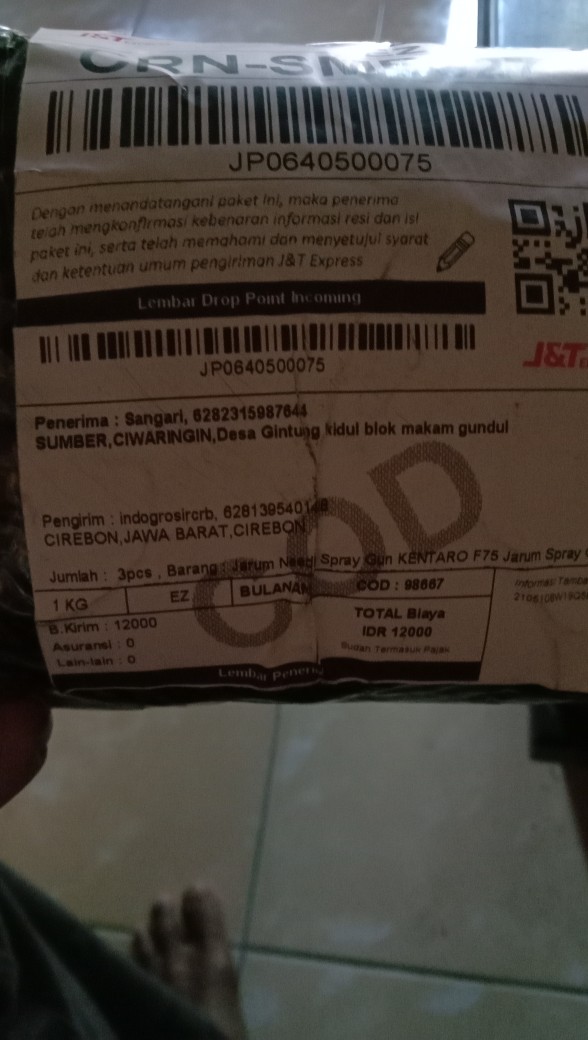 J&T
CRN-SM
JP0640500075
Dengan menandatangani paket ini, maka penerima
telah mengkonfirmasi kebenaran informasi resi dan isi
paket ini, serta telah memahami dan menyetujui syarat
dan ketentuan umum pengiriman J&T Express
Lembar Drop Point Incoming
JP0640500075
J&T
Penerima : Sangari, 6282315987644
SUMBER,CIWARINGIN,Desa Gintung kidul blok makam gundul
COD
Pengirim : indogrosircrb,
CIREBON,JAWA BARAT,CIREBON
Jumlah : 3pcs , Barang : Jarum Needl Spray Gun KENTARO F75 Jarum Spray
1 KG
EZ
BULANAN
COD : 98667
B.Kirim : 12000
Asuransi : 0
Lain-lain : 0
TOTAL Biaya
IDR 12000
Sudah Termasuk Pajak
Informasi Tamba
Lembar Peneri